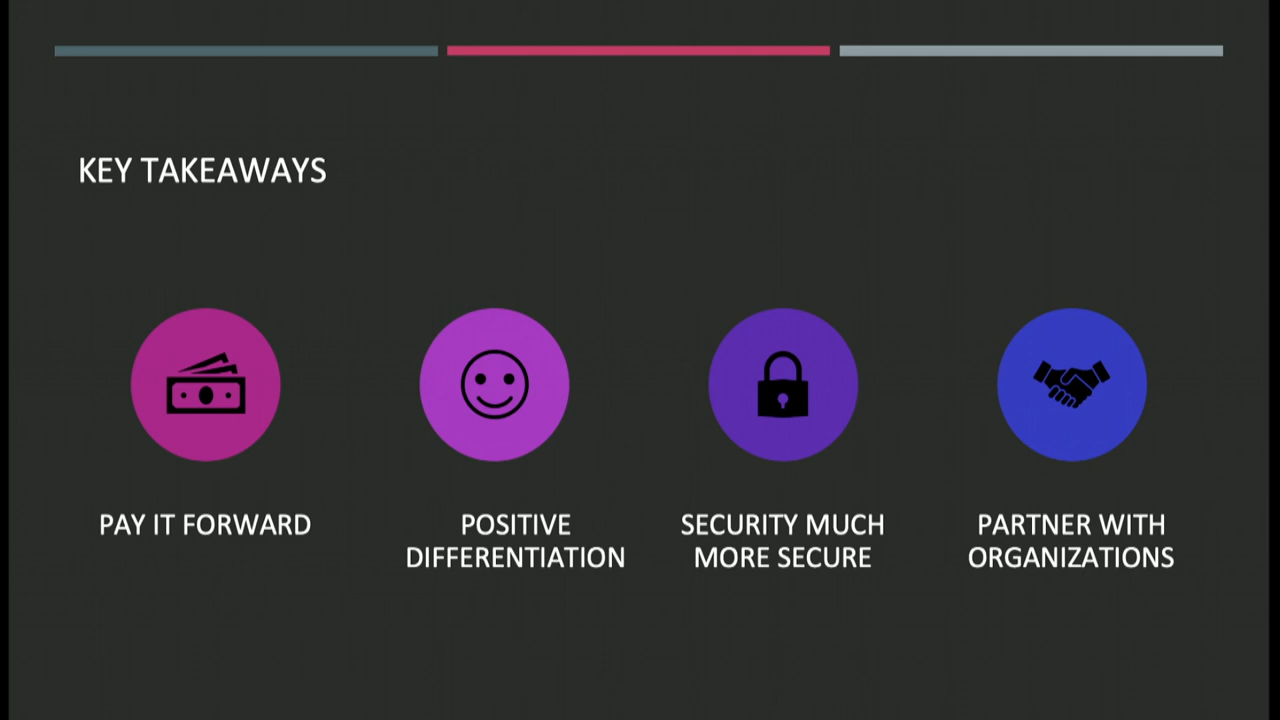 KEY TAKEAWAYS
PAY IT FORWARD
POSITIVE
DIFFERENTIATION
SECURITY MUCH
MORE SECURE
PARTNER WITH
ORGANIZATIONS